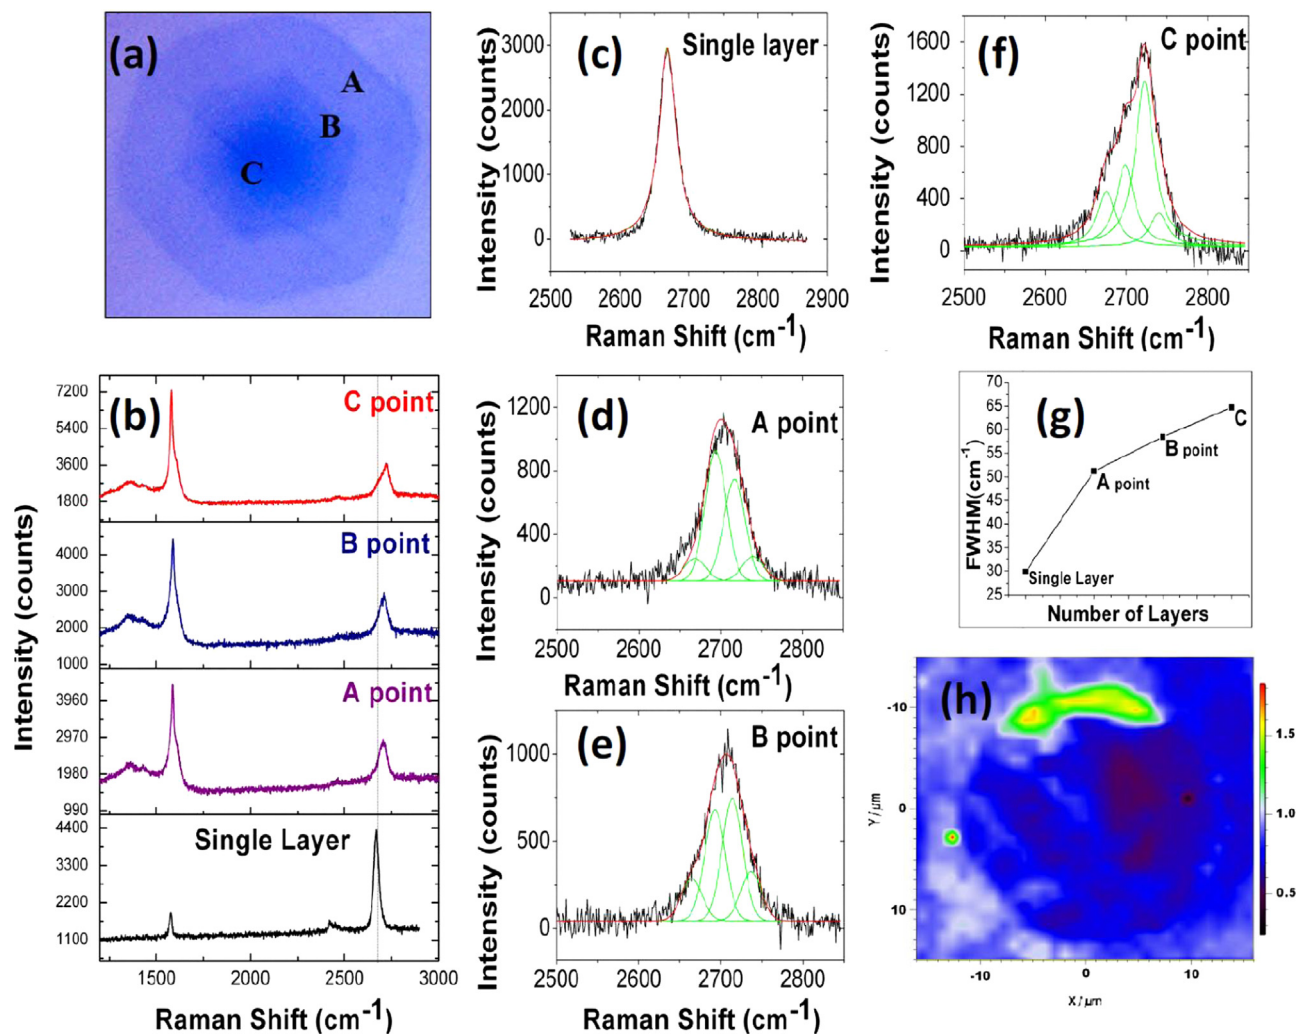 (a)
A
B
C
(b)
Intensity (counts)
7200
5400
3600
1800
C point
4000
3000
2000
1000
B point
3960
2970
1980
990
A point
4400
3300
2200
1100
Single Layer
1500 2000 2500 3000
Raman Shift (cm-1)
(c)
Single layer
Intensity (counts)
3000
2000
1000
0
2500 2600 2700 2800 2900
Raman Shift (cm-1)
(d)
A point
Intensity (counts)
1200
800
400
0
2500 2600 2700 2800
Raman Shift (cm-1)
(e)
B point
Intensity (counts)
1000
500
0
2500 2600 2700 2800
Raman Shift (cm-1)
(f)
C point
Intensity (counts)
1600
1200
800
400
0
2500 2600 2700 2800
Raman Shift (cm-1)
(g)
FWHM(cm-1)
70
65
60
55
50
45
40
35
30
25
C
B point
A point
Single Layer
Number of Layers
(h)
Y / µm
-10
0
10
-10 0 10
X / µm
1.5
1.0
0.5